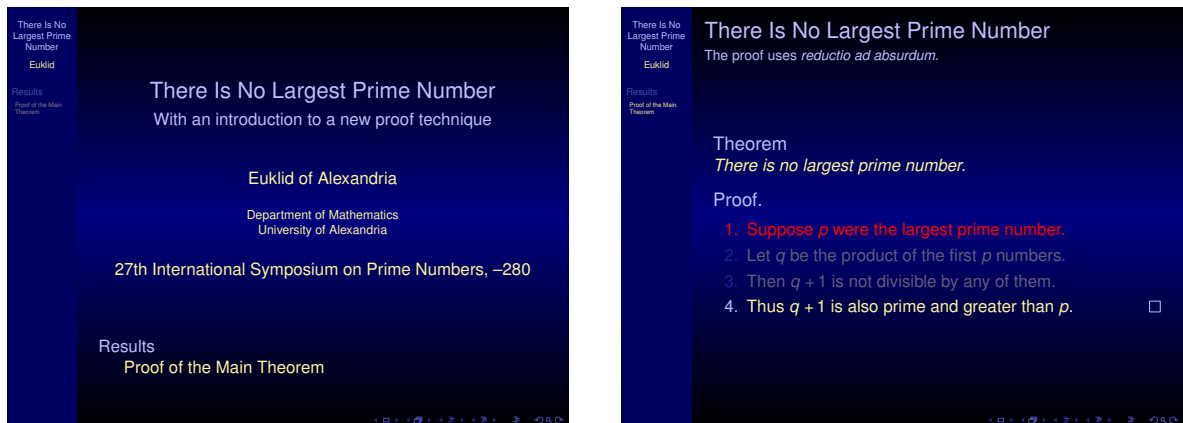 There Is No
Largest Prime
Number
Euklid
Results
Proof of the Main
Theorem
There Is No Largest Prime Number
With an introduction to a new proof technique
Euklid of Alexandria
Department of Mathematics
University of Alexandria
27th International Symposium on Prime Numbers, –280
Results
Proof of the Main Theorem
There Is No
Largest Prime
Number
Euklid
Results
Proof of the Main
Theorem
There Is No Largest Prime Number
The proof uses reductio ad absurdum.
Theorem
There is no largest prime number.
Proof.
1. Suppose p were the largest prime number.
2. Let q be the product of the first p numbers.
3. Then q + 1 is not divisible by any of them.
4. Thus q + 1 is also prime and greater than p. □